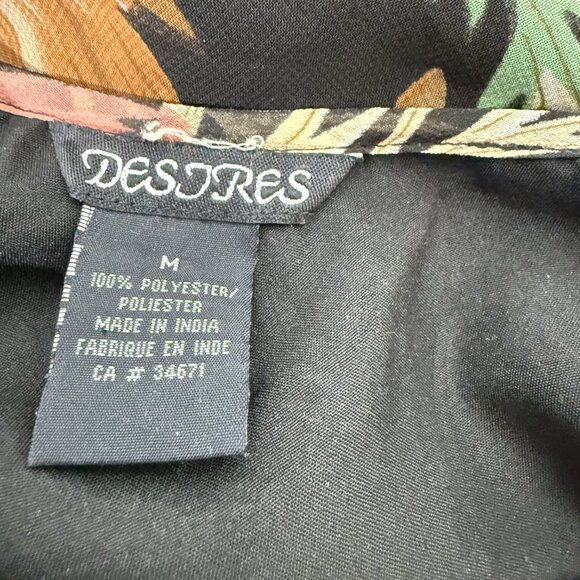 DESIRES
M
100% POLYESTER/
POLIESTER
MADE IN INDIA
FABRIQUE EN INDE
CA # 34671